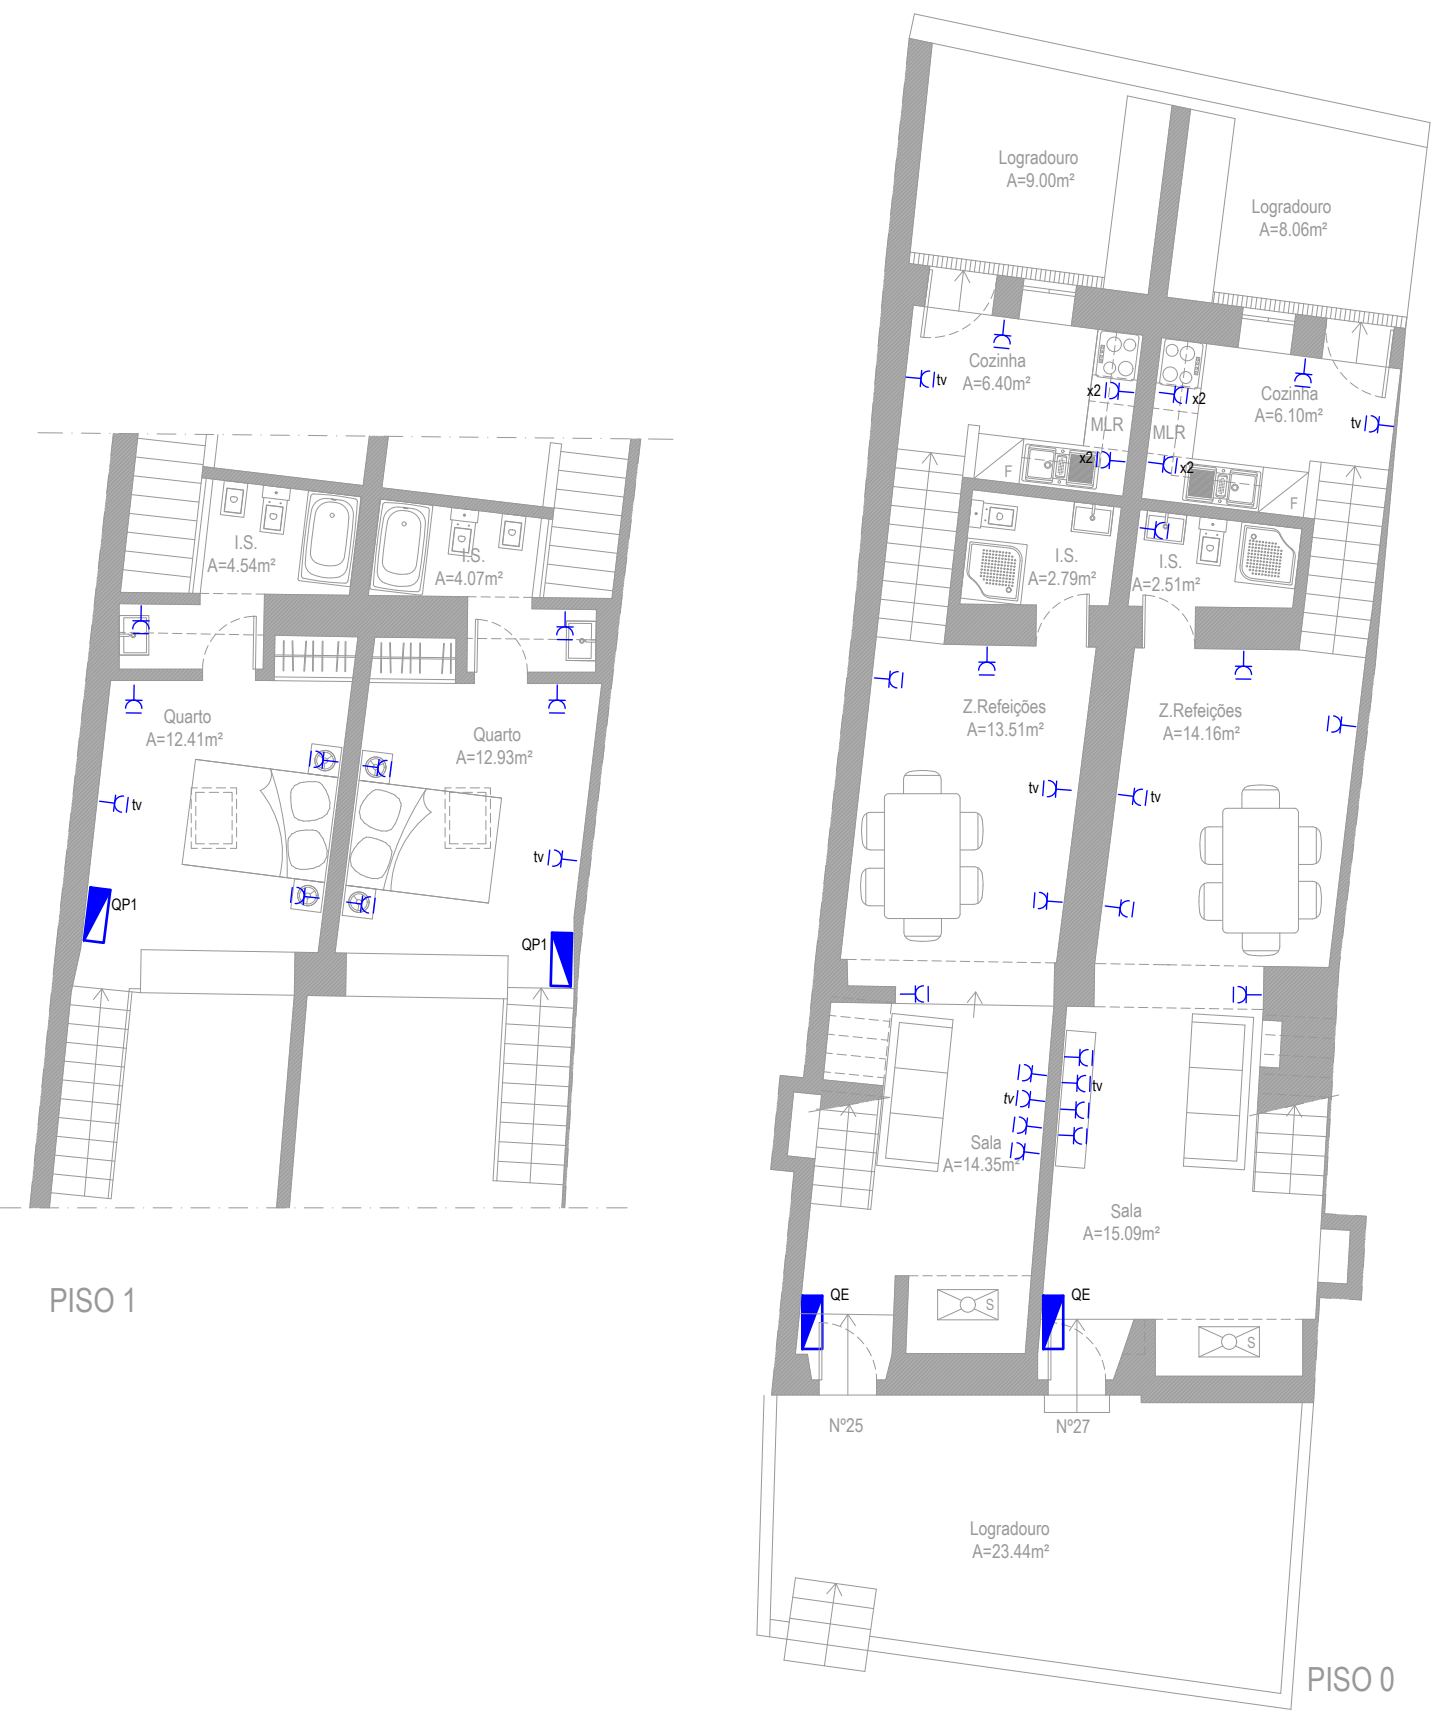 I.S.
A=4.54m²
I.S.
A=4.07m²
Quarto
A=12.41m²
Quarto
A=12.93m²
tv
tv
QP1
QP1
PISO 1
Logradouro
A=9.00m²
Logradouro
A=8.06m²
Cozinha
A=6.40m²
tv
x2
x2
Cozinha
A=6.10m²
tv
MLR
MLR
x2
x2
F
F
I.S.
A=2.79m²
I.S.
A=2.51m²
Z.Refeições
A=13.51m²
Z.Refeições
A=14.16m²
tv
tv
tv
tv
Sala
A=14.35m²
Sala
A=15.09m²
QE
QE
S
S
Nº25
Nº27
Logradouro
A=23.44m²
PISO 0